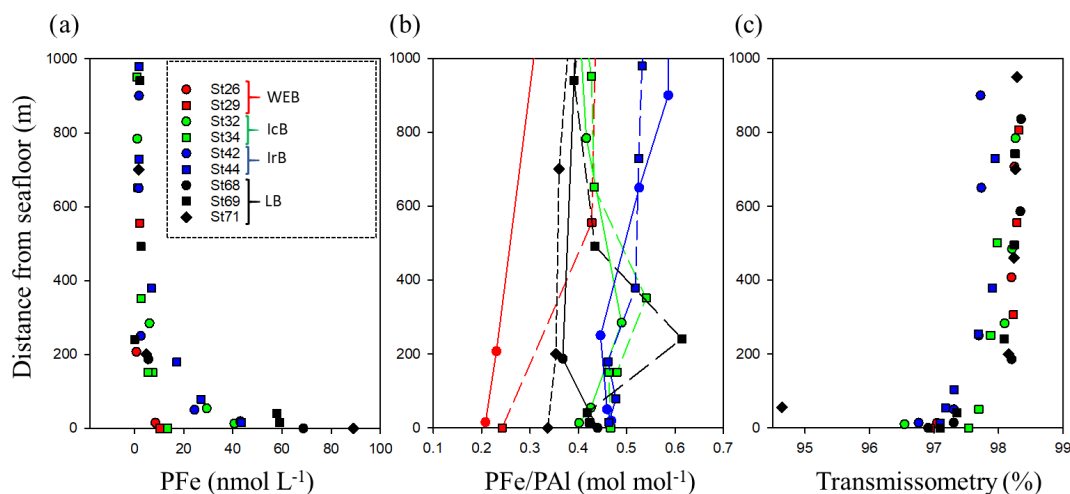 (a) (b) (c)
Distance from seafloor (m)
1000
800
600
400
200
0
St26
St29
WEB
St32
St34
IcB
St42
St44
IrB
St68
St69
St71
LB
0 20 40 60 80 100
0.1 0.2 0.3 0.4 0.5 0.6 0.7
95 96 97 98 99
PFe (nmol L⁻¹)
PFe/PAl (mol mol⁻¹)
Transmissometry (%)